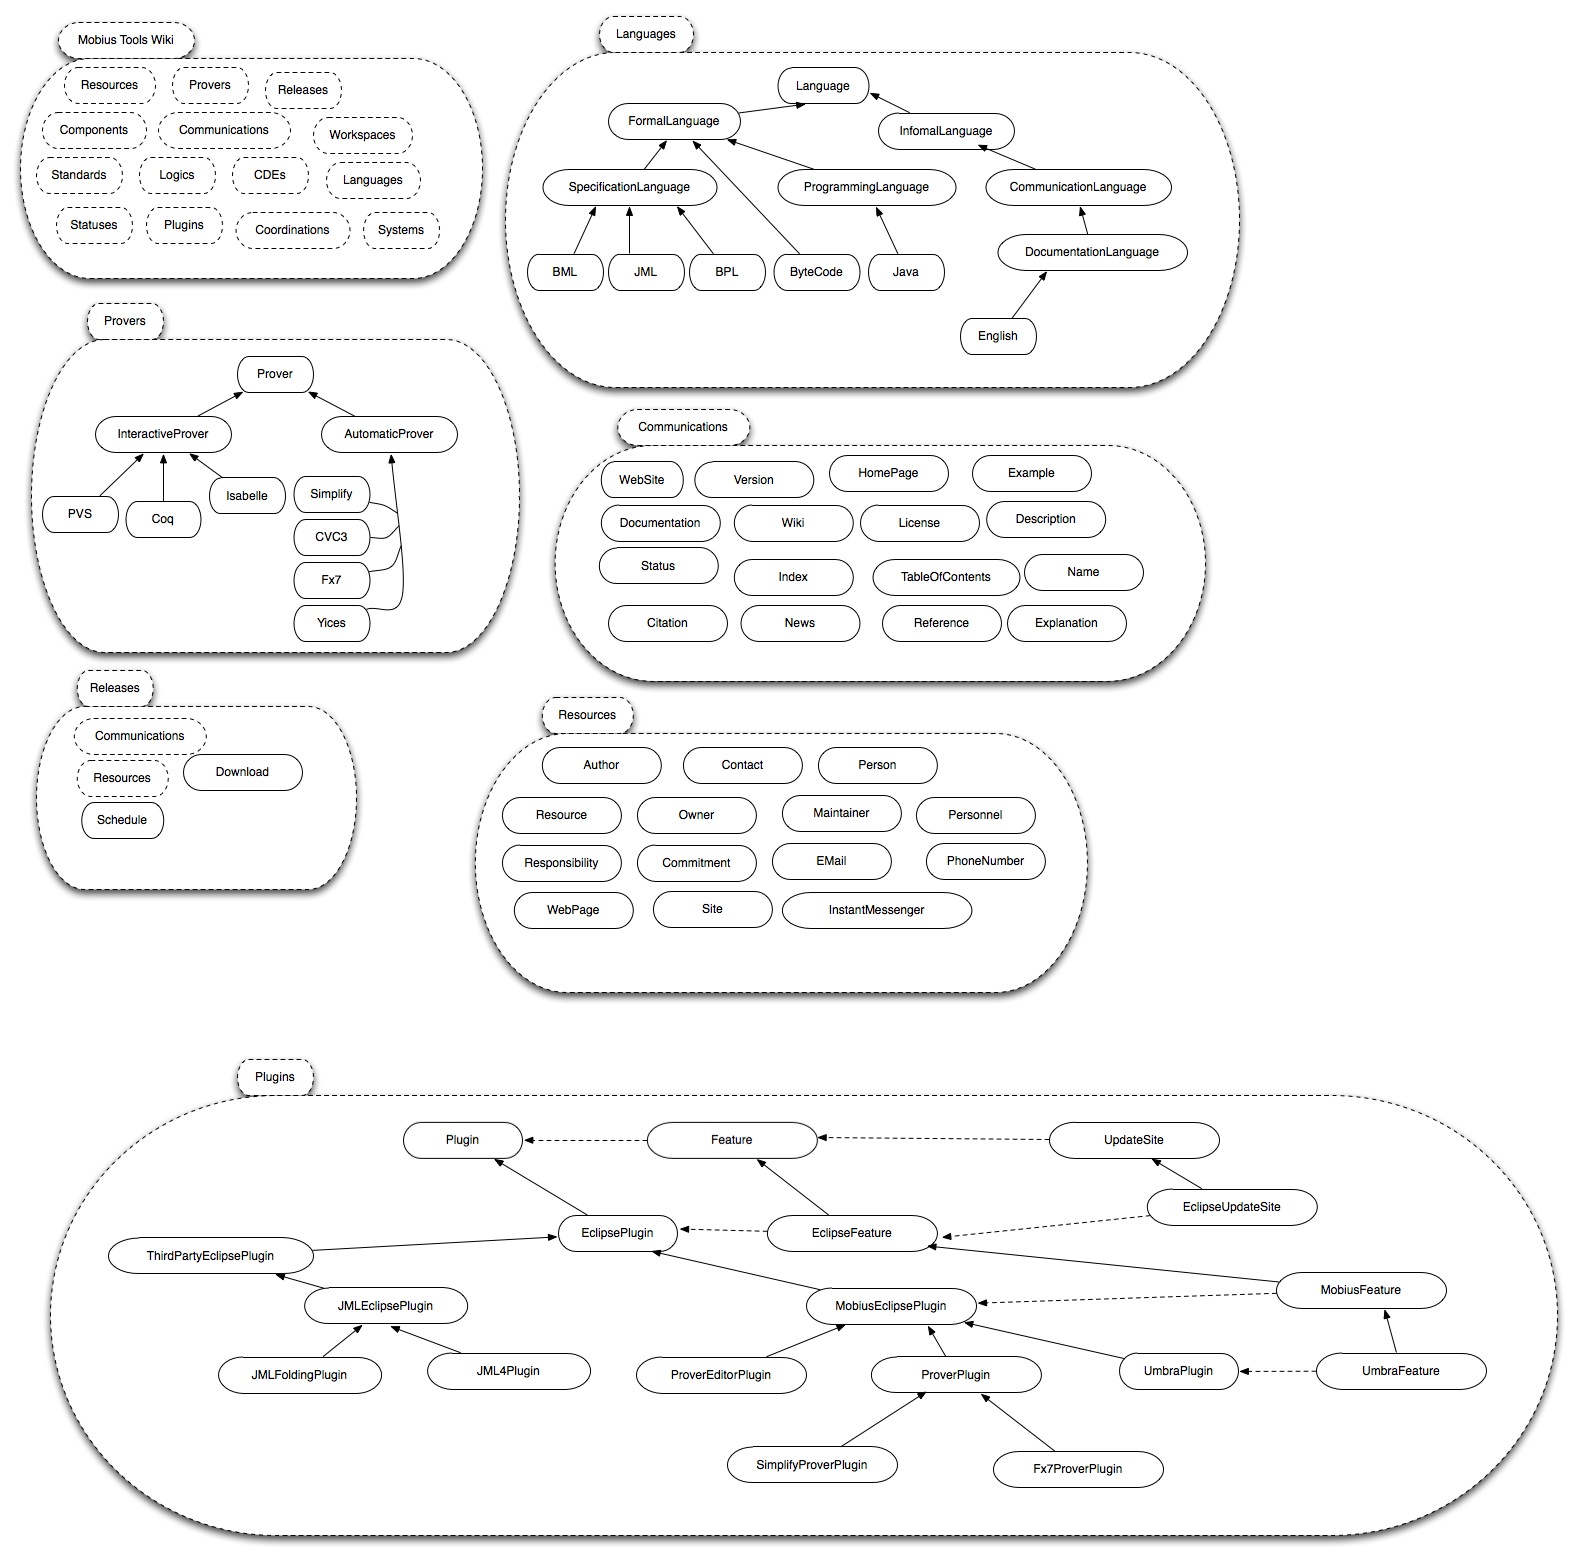 Mobius Tools Wiki
Resources
Provers
Releases
Components
Communications
Workspaces
Standards
Logics
CDEs
Languages
Statuses
Plugins
Coordinations
Systems
Languages
Language
FormalLanguage
InfomalLanguage
SpecificationLanguage
ProgrammingLanguage
CommunicationLanguage
DocumentationLanguage
BML
JML
BPL
ByteCode
Java
English
Provers
Prover
InteractiveProver
AutomaticProver
PVS
Coq
Isabelle
Simplify
CVC3
Fx7
Yices
Communications
WebSite
Version
HomePage
Example
Documentation
Wiki
License
Description
Status
Index
TableOfContents
Name
Citation
News
Reference
Explanation
Releases
Communications
Resources
Download
Schedule
Resources
Author
Contact
Person
Resource
Owner
Maintainer
Personnel
Responsibility
Commitment
EMail
PhoneNumber
WebPage
Site
InstantMessenger
Plugins
Plugin
Feature
UpdateSite
EclipseUpdateSite
EclipsePlugin
EclipseFeature
ThirdPartyEclipsePlugin
MobiusFeature
JMLEclipsePlugin
MobiusEclipsePlugin
JMLFoldingPlugin
JML4Plugin
ProverEditorPlugin
ProverPlugin
UmbraPlugin
UmbraFeature
SimplifyProverPlugin
Fx7ProverPlugin